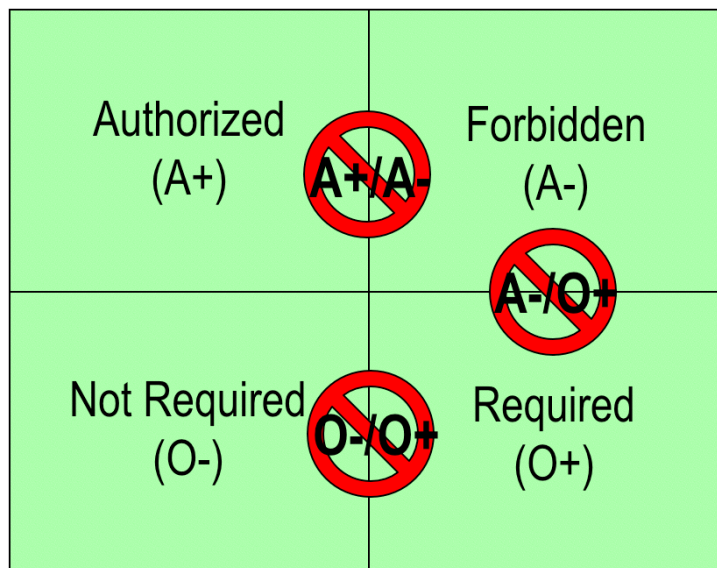 Authorized
(A+)
Forbidden
(A-)
A+/A-
A-/O+
Not Required
(O-)
Required
(O+)
O-/O+